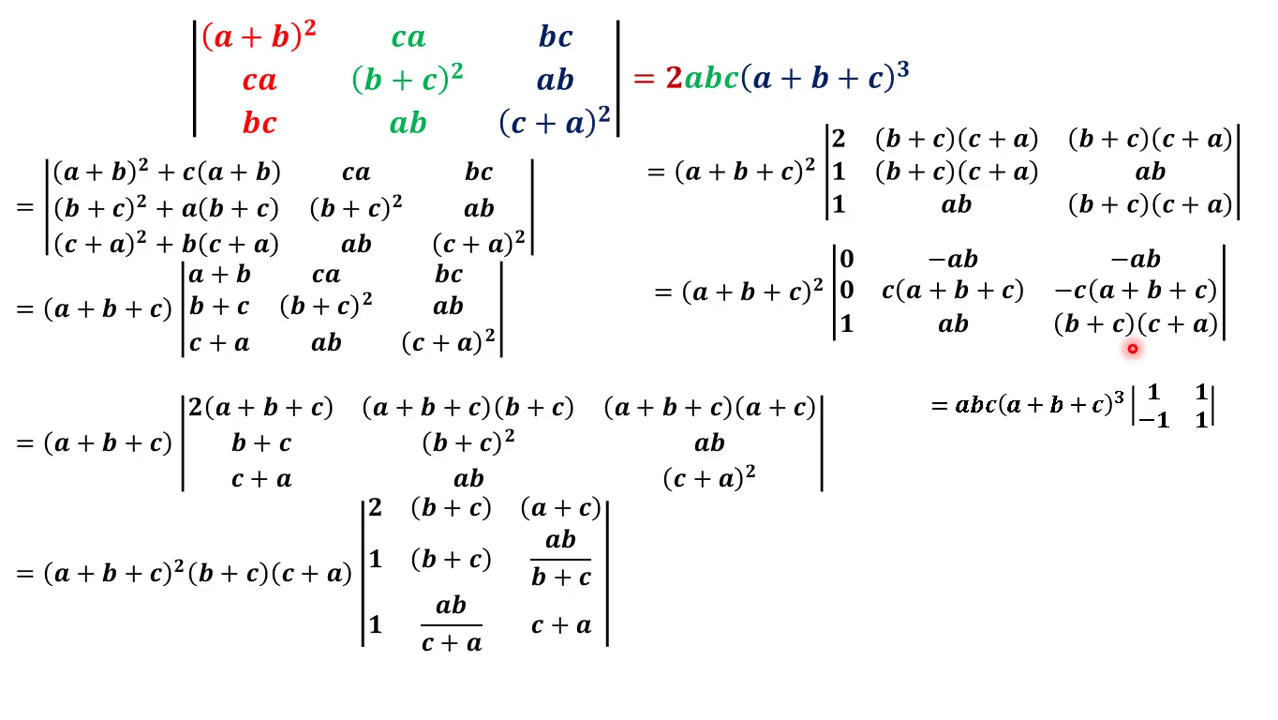 | (a + b)² ca bc |
| ca (b + c)² ab | = 2abc(a + b + c)³
| bc ab (c + a)² |
| (a + b)² + c(a + b) ca bc |
= | (b + c)² + a(b + c) (b + c)² ab |
| (c + a)² + b(c + a) ab (c + a)² |
| a + b ca bc |
= (a + b + c) | b + c (b + c)² ab |
| c + a ab (c + a)² |
| 2(a + b + c) (a + b + c)(b + c) (a + b + c)(a + c) |
= (a + b + c) | b + c (b + c)² ab |
| c + a ab (c + a)² |
| 2 (b + c) (a + c) |
= (a + b + c)²(b + c)(c + a) | 1 (b + c) ab/(b + c) |
| 1 ab/(c + a) c + a |
| 2 (b + c)(c + a) (b + c)(c + a) |
= (a + b + c)² | 1 (b + c)(c + a) ab |
| 1 ab (b + c)(c + a) |
| 0 −ab −ab |
= (a + b + c)² | 0 c(a + b + c) −c(a + b + c) |
| 1 ab (b + c)(c + a) |
= abc(a + b + c)³ | 1 1 |
| −1 1 |